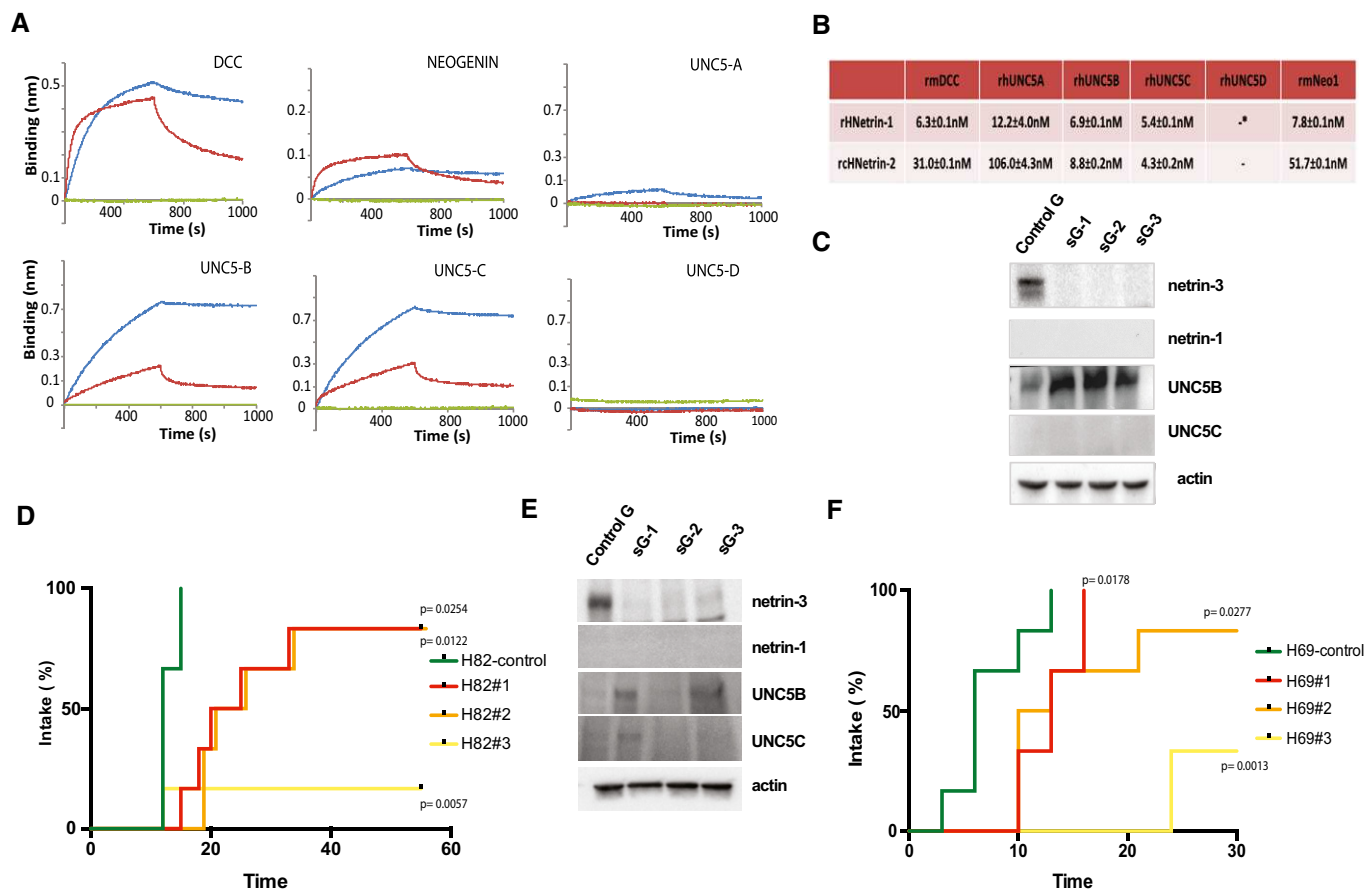 A
B
DCC
NEOGENIN
UNC5-A
Binding (nm)
0.5
0.1
0
400
600
1000
Time (s)
0.2
0.1
0
400
600
1000
Time (s)
0.3
0.1
0
400
600
1000
Time (s)
UNC5-B
UNC5-C
UNC5-D
Binding (nm)
0.7
0.3
0.1
0
600
1000
Time (s)
0.7
0.3
0.1
0
400
600
1000
Time (s)
0.7
0.3
0.1
0
400
600
1000
Time (s)
rmDCC rhUNC5A rhUNC5B rhUNC5C rhUNC5D rmNeo1
rHNetrin-1 6.3±0.1nM 12.2±4.0nM 6.9±0.1nM 5.4±0.1nM -* 7.8±0.1nM
rcHNetrin-2 31.0±0.1nM 106.0±4.3nM 8.8±0.2nM 4.3±0.2nM - 51.7±0.1nM
C
Control G sG-1 sG-2 sG-3
netrin-3
netrin-1
UNC5B
UNC5C
actin
D
Intake ( %)
100
50
0
0 20 40 60
Time
p= 0.0254
p= 0.0122
p= 0.0057
H82-control
H82#1
H82#2
H82#3
E
Control G sG-1 sG-2 sG-3
netrin-3
netrin-1
UNC5B
UNC5C
actin
F
Intake ( %)
100
50
0
0 10 20 30
Time
p= 0.0178
p= 0.0277
p= 0.0013
H69-control
H69#1
H69#2
H69#3